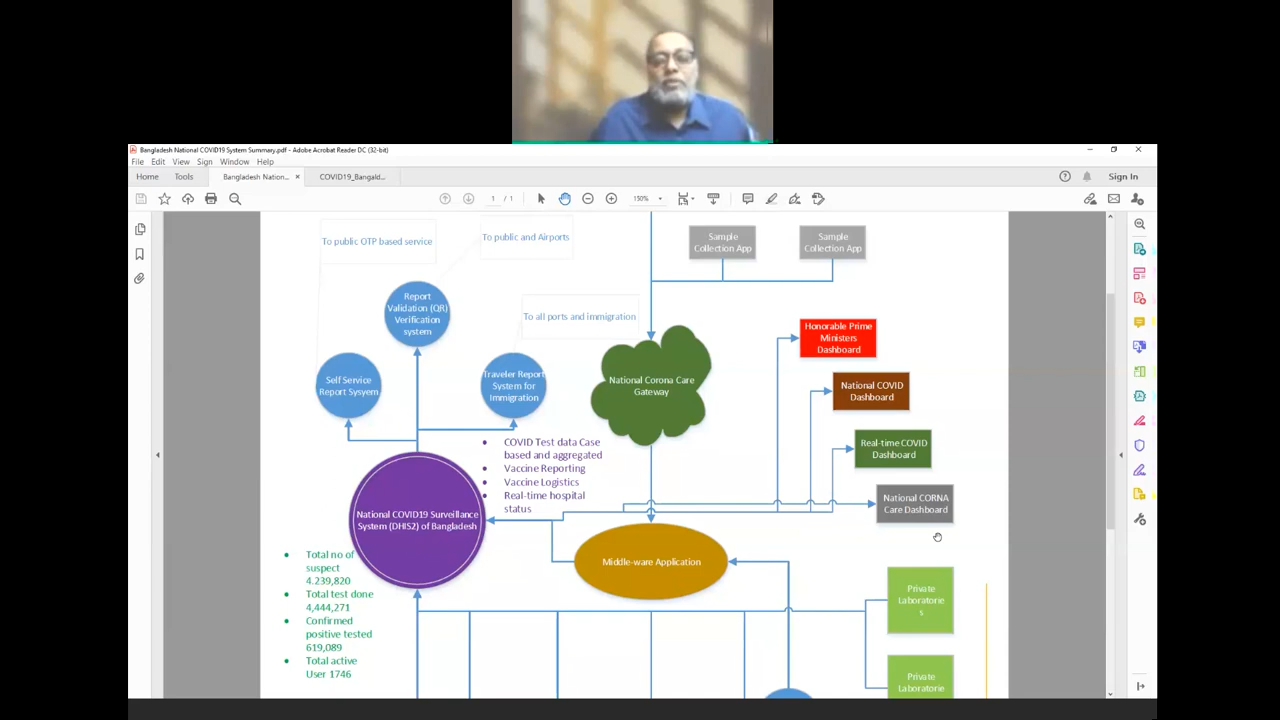 Bangladesh National COVID19 System Summary.pdf - Adobe Acrobat Reader DC (32-bit)
File Edit View Sign Window Help
Home Tools Bangladesh Nation... × COVID19_Bangald... Sign In
1 / 1 150%
To public OTP based service
To public and Airports
Sample
Collection App
Sample
Collection App
Report
Validation (QR)
Verification
system
To all ports and immigration
Honorable Prime
Ministers
Dashboard
Self Service
Report Sysyem
Traveler Report
System for
Immigration
National Corona Care
Gateway
National COVID
Dashboard
Real-time COVID
Dashboard
National CORNA
Care Dashboard
• COVID Test data Case
based and aggregated
• Vaccine Reporting
• Vaccine Logistics
• Real-time hospital
status
National COVID19 Surveillance
System (DHIS2) of Bangladesh
Middle-ware Application
• Total no of
suspect
4.239,820
• Total test done
4,444,271
• Confirmed
positive tested
619,089
• Total active
User 1746
Private
Laboratorie
s
Private
Laboratorie